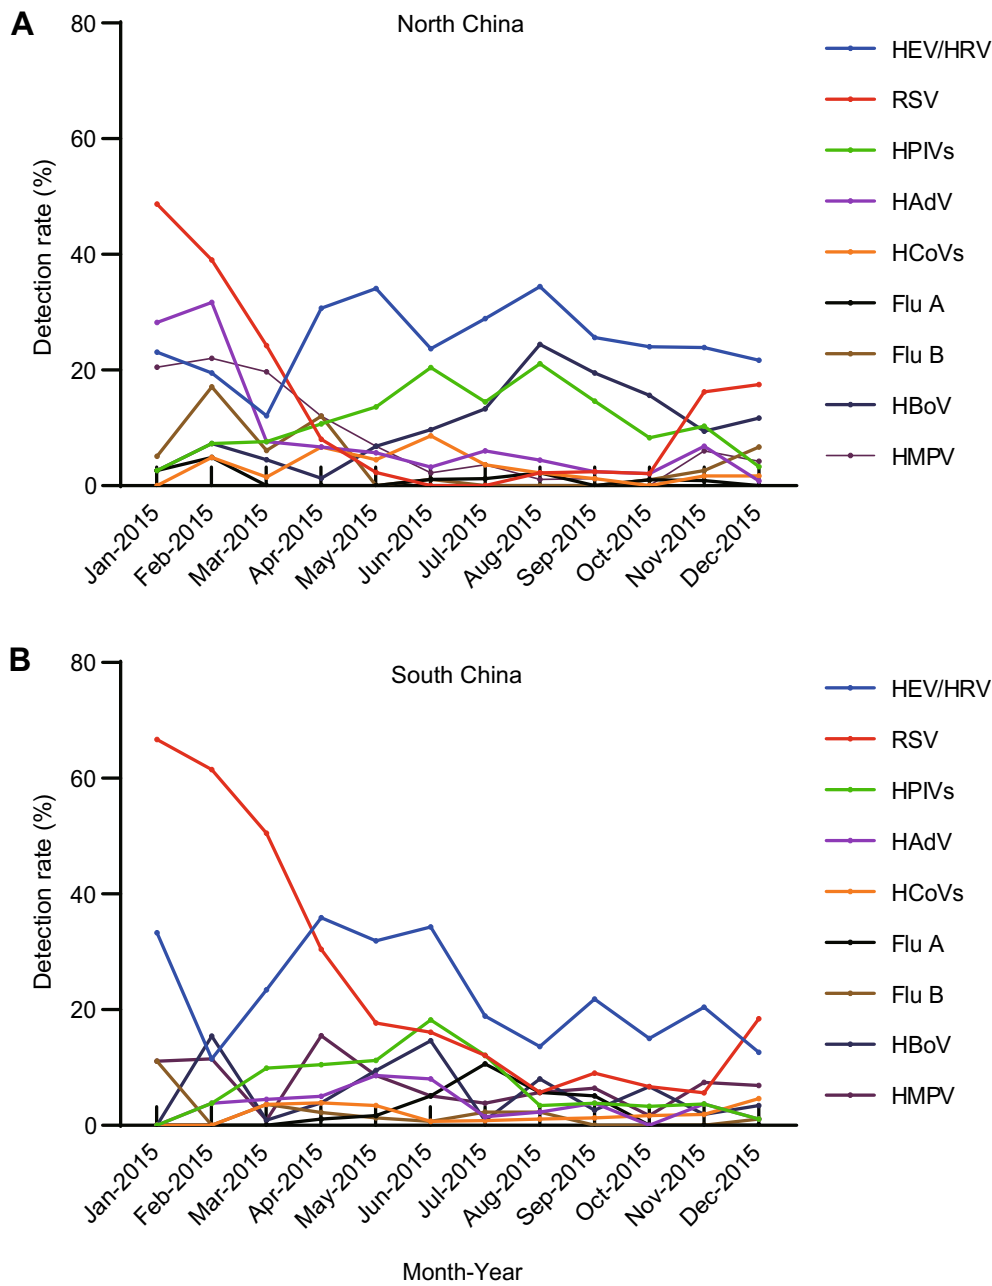 A
North China
Detection rate (%)
80
60
40
20
0
Jan-2015
Feb-2015
Mar-2015
Apr-2015
May-2015
Jun-2015
Jul-2015
Aug-2015
Sep-2015
Oct-2015
Nov-2015
Dec-2015
HEV/HRV
RSV
HPIVs
HAdV
HCoVs
Flu A
Flu B
HBoV
HMPV
B
South China
Detection rate (%)
80
60
40
20
0
Jan-2015
Feb-2015
Mar-2015
Apr-2015
May-2015
Jun-2015
Jul-2015
Aug-2015
Sep-2015
Oct-2015
Nov-2015
Dec-2015
Month-Year
HEV/HRV
RSV
HPIVs
HAdV
HCoVs
Flu A
Flu B
HBoV
HMPV